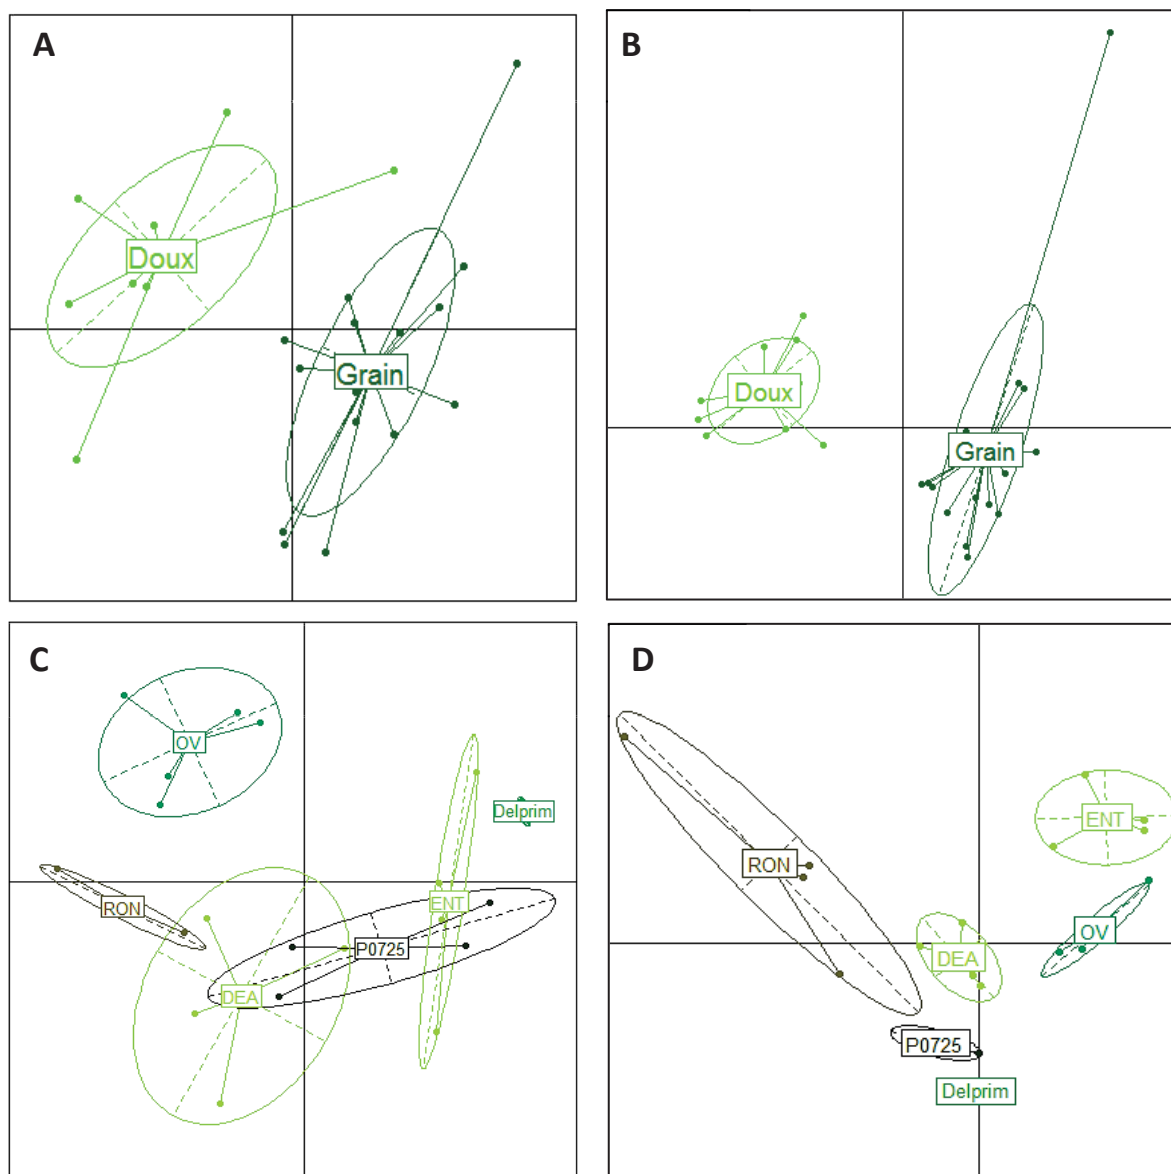 A
Doux
Grain
B
Doux
Grain
C
OV
Delprim
RON
ENT
P0725
DEA
D
ENT
RON
OV
DEA
P0725
Delprim